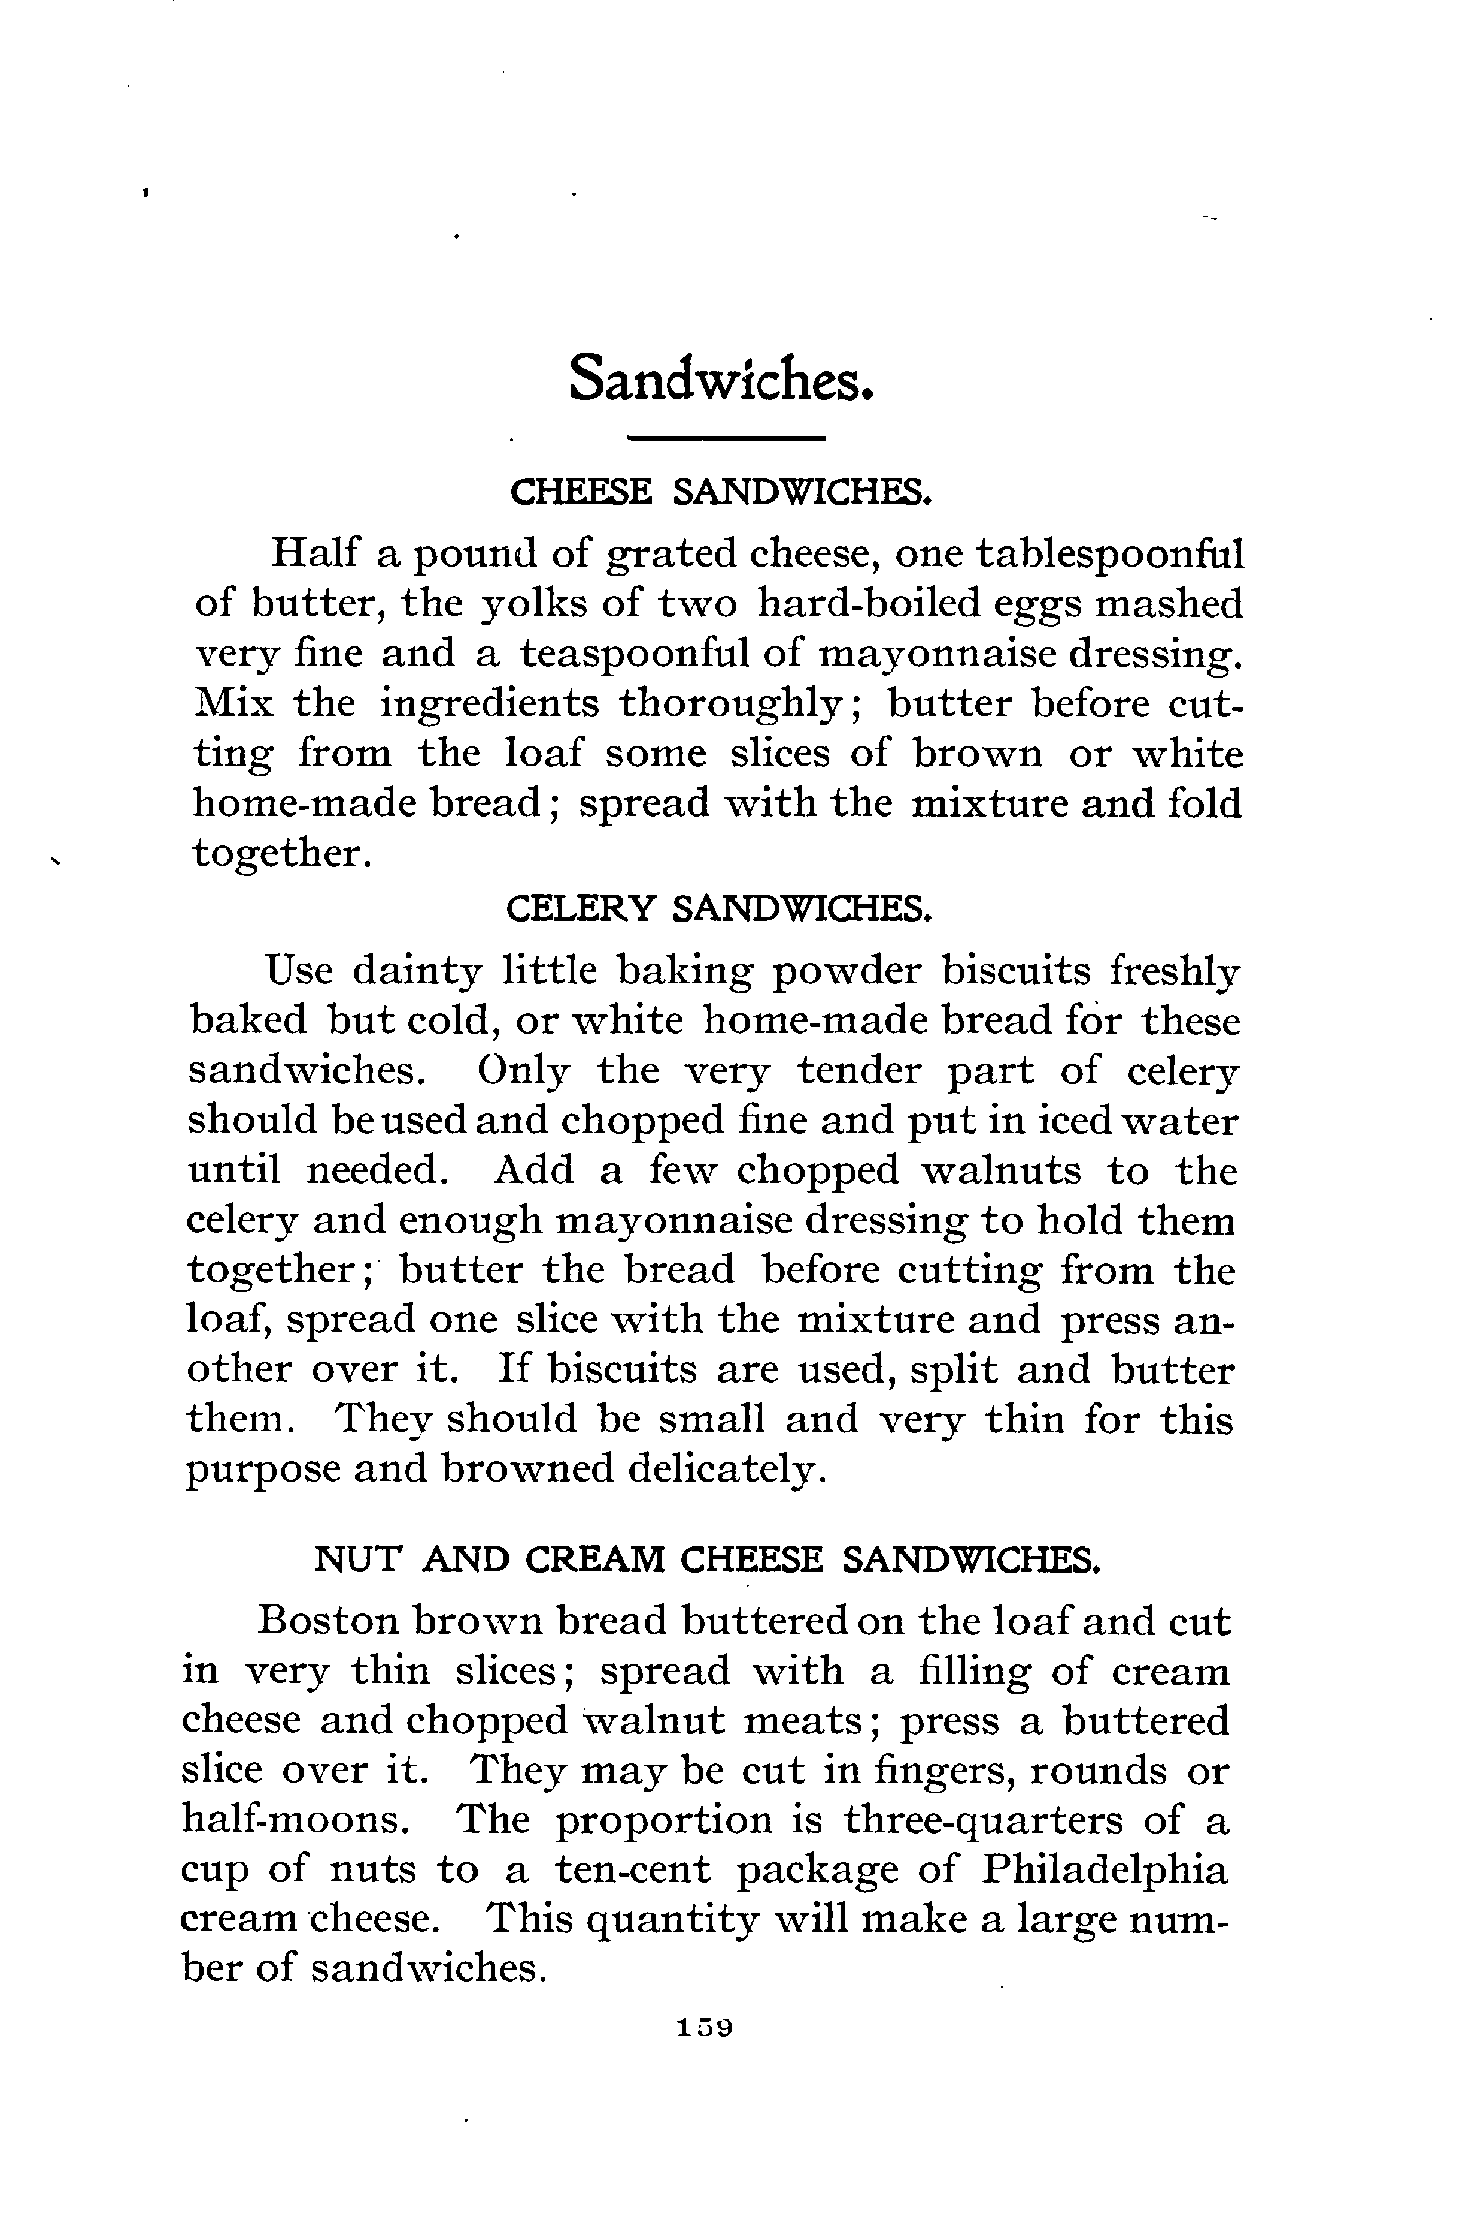 Sandwiches.
CHEESE SANDWICHES.
Half a pound of grated cheese, one tablespoonful
of butter, the yolks of two hard-boiled eggs mashed
very fine and a teaspoonful of mayonnaise dressing.
Mix the ingredients thoroughly; butter before cut-
ting from the loaf some slices of brown or white
home-made bread; spread with the mixture and fold
together.
CELERY SANDWICHES.
Use dainty little baking powder biscuits freshly
baked but cold, or white home-made bread for these
sandwiches. Only the very tender part of celery
should be used and chopped fine and put in iced water
until needed. Add a few chopped walnuts to the
celery and enough mayonnaise dressing to hold them
together; butter the bread before cutting from the
loaf, spread one slice with the mixture and press an-
other over it. If biscuits are used, split and butter
them. They should be small and very thin for this
purpose and browned delicately.
NUT AND CREAM CHEESE SANDWICHES.
Boston brown bread buttered on the loaf and cut
in very thin slices; spread with a filling of cream
cheese and chopped walnut meats; press a buttered
slice over it. They may be cut in fingers, rounds or
half-moons. The proportion is three-quarters of a
cup of nuts to a ten-cent package of Philadelphia
cream cheese. This quantity will make a large num-
ber of sandwiches.
159